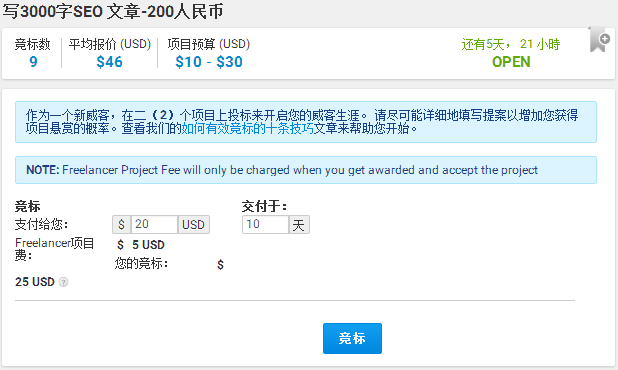 写3000字SEO 文章-200人民币
竞标数 平均报价 (USD) 项目预算 (USD) 还有5天， 21 小時
9 $46 $10 - $30 OPEN
作为一个新威客，在二（2）个项目上投标来开启您的威客生涯。 请尽可能详细地填写提案以增加您获得
项目悬赏的概率。查看我们的如何有效竞标的十条技巧文章来帮助您开始。
NOTE: Freelancer Project Fee will only be charged when you get awarded and accept the project
竞标 交付于：
支付给您： $ 20 USD 10 天
Freelancer项目 $ 5 USD
费：
您的竞标： $
25 USD ?
竞标